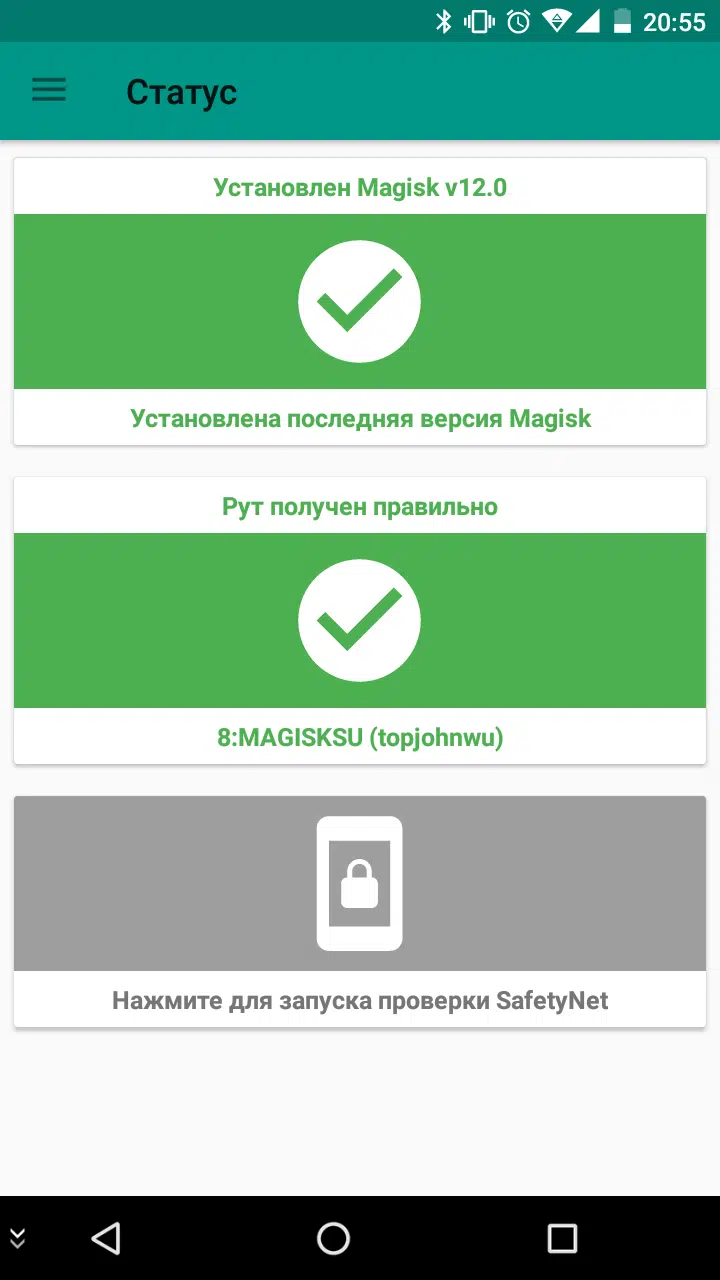 20:55
Статус
Установлен Magisk v12.0
Установлена последняя версия Magisk
Рут получен правильно
8:MAGISKSU (topjohnwu)
Нажмите для запуска проверки SafetyNet